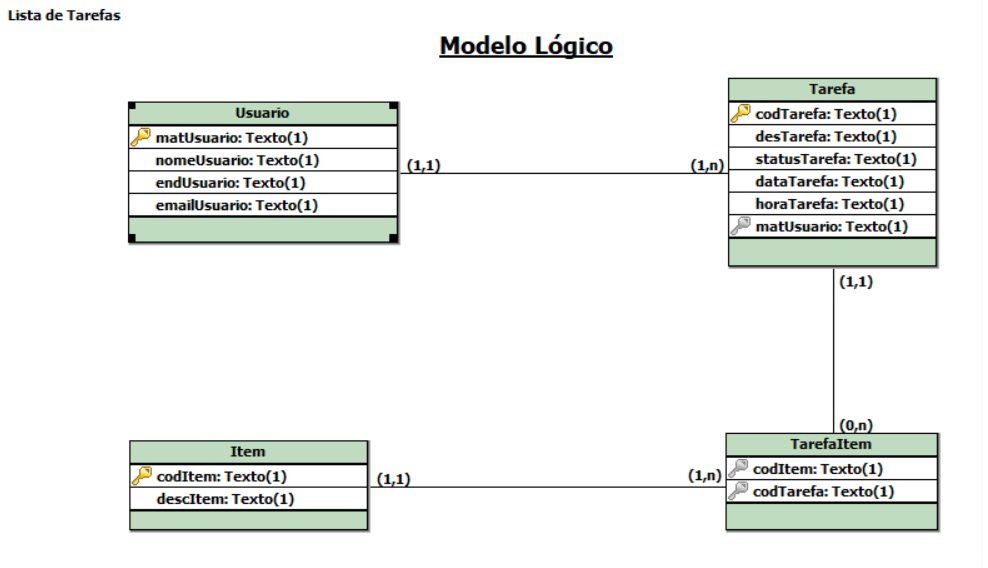 Lista de Tarefas
Modelo Lógico
Usuario
matUsuario: Texto(1)
nomeUsuario: Texto(1)
endUsuario: Texto(1)
emailUsuario: Texto(1)
(1,1)
(1,n)
Tarefa
codTarefa: Texto(1)
desTarefa: Texto(1)
statusTarefa: Texto(1)
dataTarefa: Texto(1)
horaTarefa: Texto(1)
matUsuario: Texto(1)
(1,1)
(0,n)
Item
codItem: Texto(1)
descItem: Texto(1)
(1,1)
(1,n)
TarefaItem
codItem: Texto(1)
codTarefa: Texto(1)